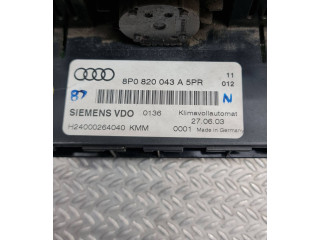 8P0 820 043 A 5PR
11
012
87
N
SIEMENS VDO 0136 Klimavollautomat
27.06.03
H24000264040 KMM 0001 Made in Germany